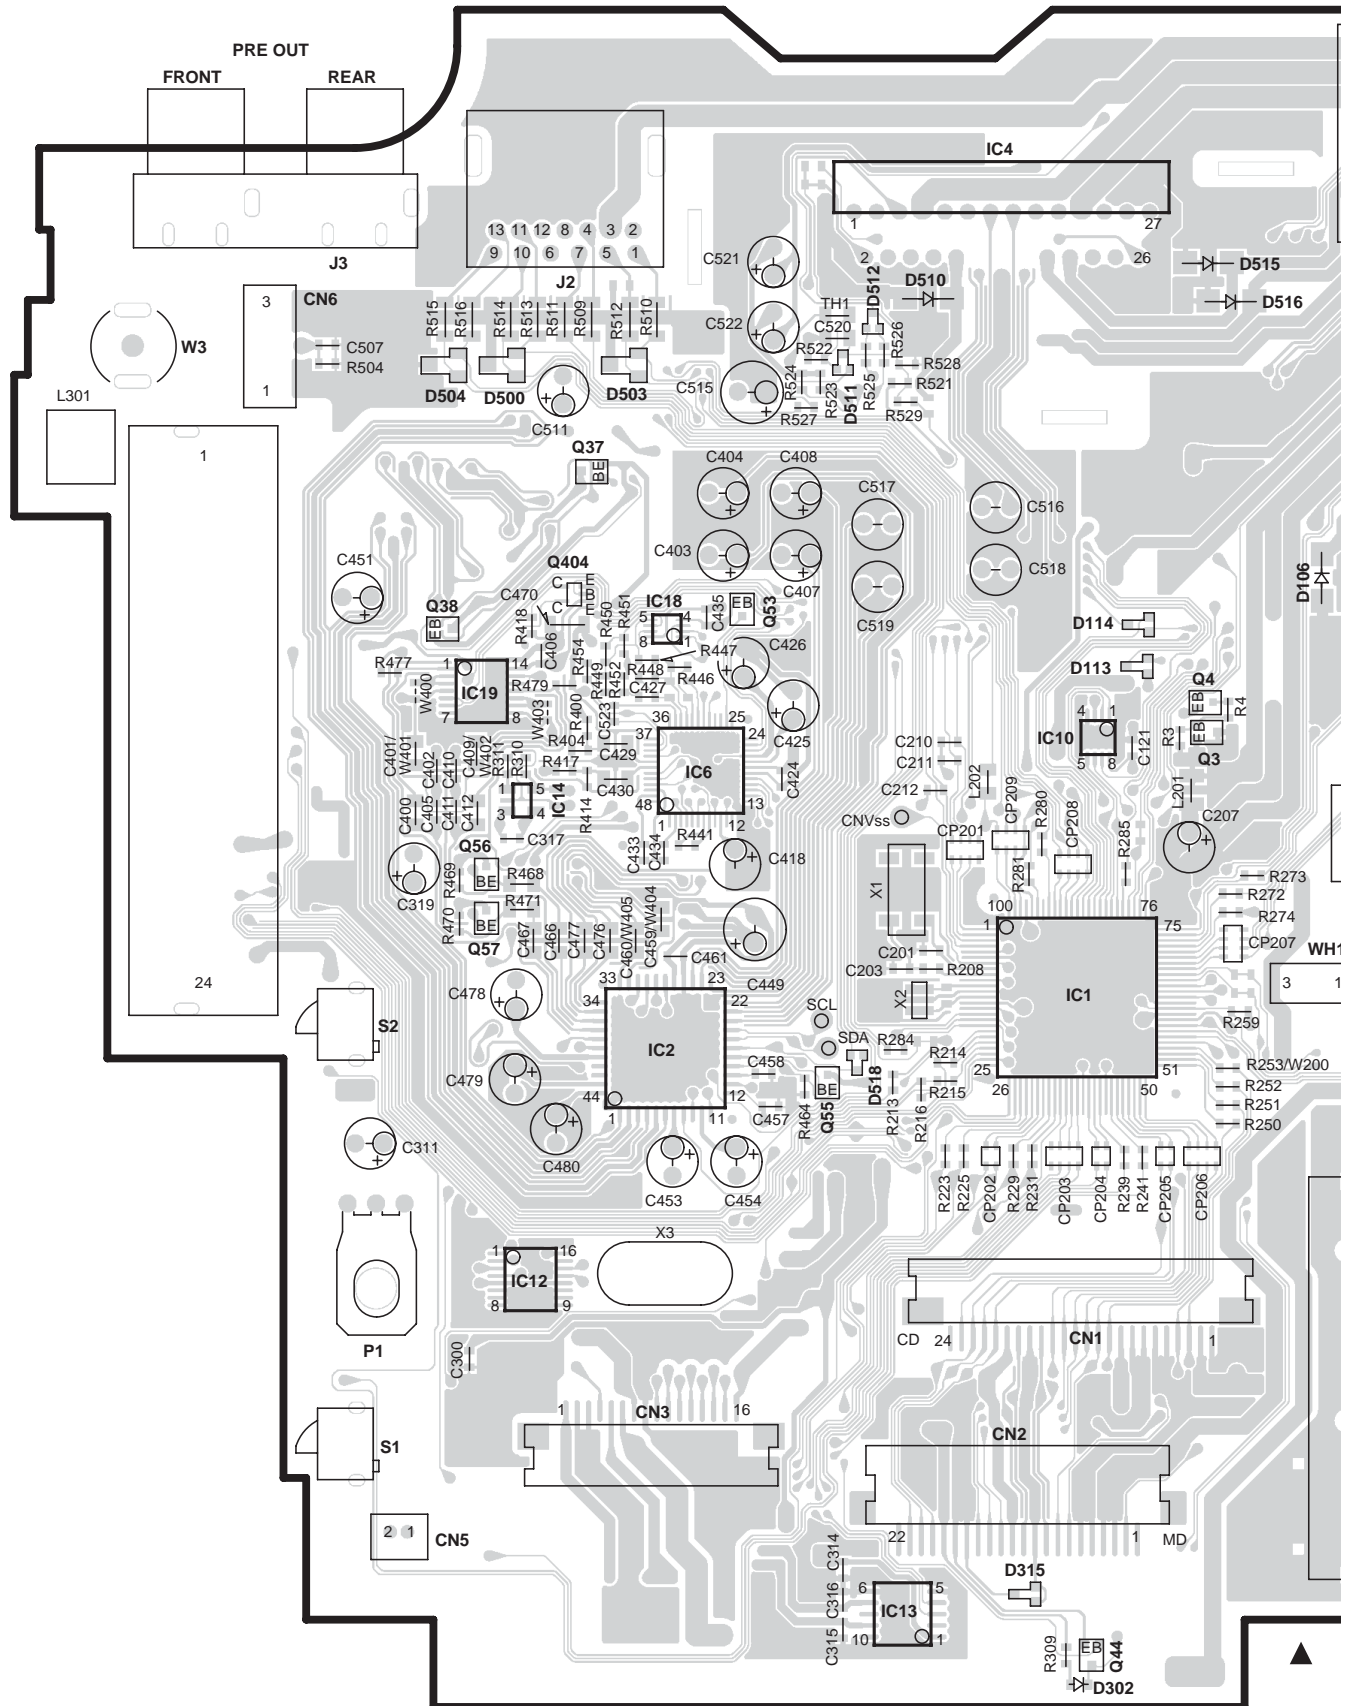 PRE OUT
FRONT REAR
IC4
1 27
2 26
J3
13 11 12 8 4 3 2
9 10 6 7 5 1
J2
C521
D512
D510
D515
D516
CN6
3
1
W3
C507
R504
L301
R515
R516
R514
R513
R511
R509
R512
R510
C522
TH1
C520
R526
R522
R528
R524
R521
R523
D511
R525
R529
R527
C515
D504
D500
D503
C511
Q37
BE
1
24
C404
C408
C517
C516
C403
C407
C518
C519
C451
Q404
C E
B
C E
C470
R418
Q38
EB
R450
R451
IC18
5 4
8 1
C435
EB
Q53
C426
D106
D114
D113
R477
W400
1 14
IC19
7 8
R479
C406
R454
R449
R452
R448
R447
R446
C427
W403
R400
C523
R404
C425
Q4
EB
R4
IC10
4 1
5 8
C121
R3
EB
Q3
C401/
W401
C402
C410
C409/
W402
R311
R310
R417
C429
C430
36 25
37 24
IC6
48 13
1 12
C424
C210
C211
C212
L202
CP209
R280
CP208
L201
C207
C400
C405
C411
C412
1 5
3 4
IC14
R414
C317
C433
C434
R441
C418
CNVss
CP201
R281
R285
C319
R469
Q56
BE
R468
R470
BE
Q57
R471
C467
C466
C477
C476
C460/W405
C459/W404
C461
C449
X1
100 76
1 75
IC1
25 51
26 50
R273
R272
R274
CP207
WH1
3 1
C201
C203
R208
X2
C478
33 23
34 22
IC2
44 12
1 11
SCL
SDA
R284
R214
R215
R259
S2
C479
C458
C457
R464
BE
Q55
D518
R213
R216
R253/W200
R252
R251
R250
C311
C480
C453
C454
R223
R225
CP202
R229
R231
CP203
CP204
R239
R241
CP205
CP206
X3
1 16
IC12
8 9
P1
C300
CD 24 CN1 1
1 CN3 16
CN2
S1
2 1
CN5
22 1 MD
C314
C316
C315
6 5
IC13
10 1
D315
R309
EB
Q44
D302